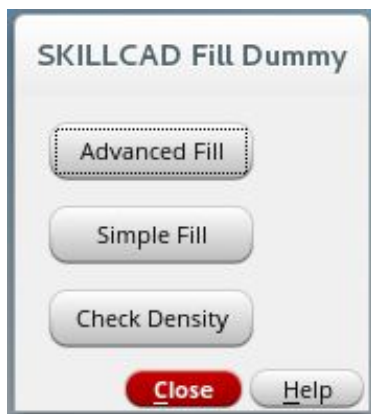 SKILLCAD Fill Dummy
Advanced Fill
Simple Fill
Check Density
Close Help